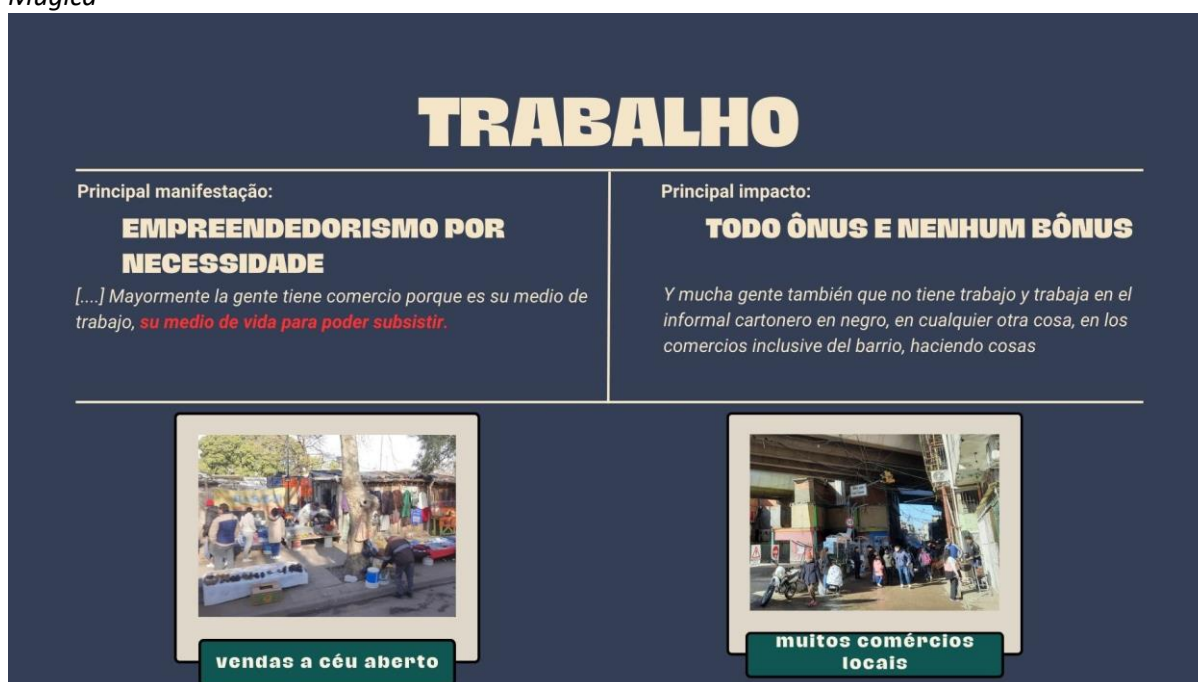 Mugica
TRABALHO
Principal manifestação:
EMPREENDEDORISMO POR
NECESSIDADE
[....] Mayormente la gente tiene comercio porque es su medio de
trabajo, su medio de vida para poder subsistir.
Principal impacto:
TODO ÔNUS E NENHUM BÔNUS
Y mucha gente también que no tiene trabajo y trabaja en el
informal cartonero en negro, en cualquier otra cosa, en los
comercios inclusive del barrio, haciendo cosas
vendas a céu aberto
muitos comércios
locais